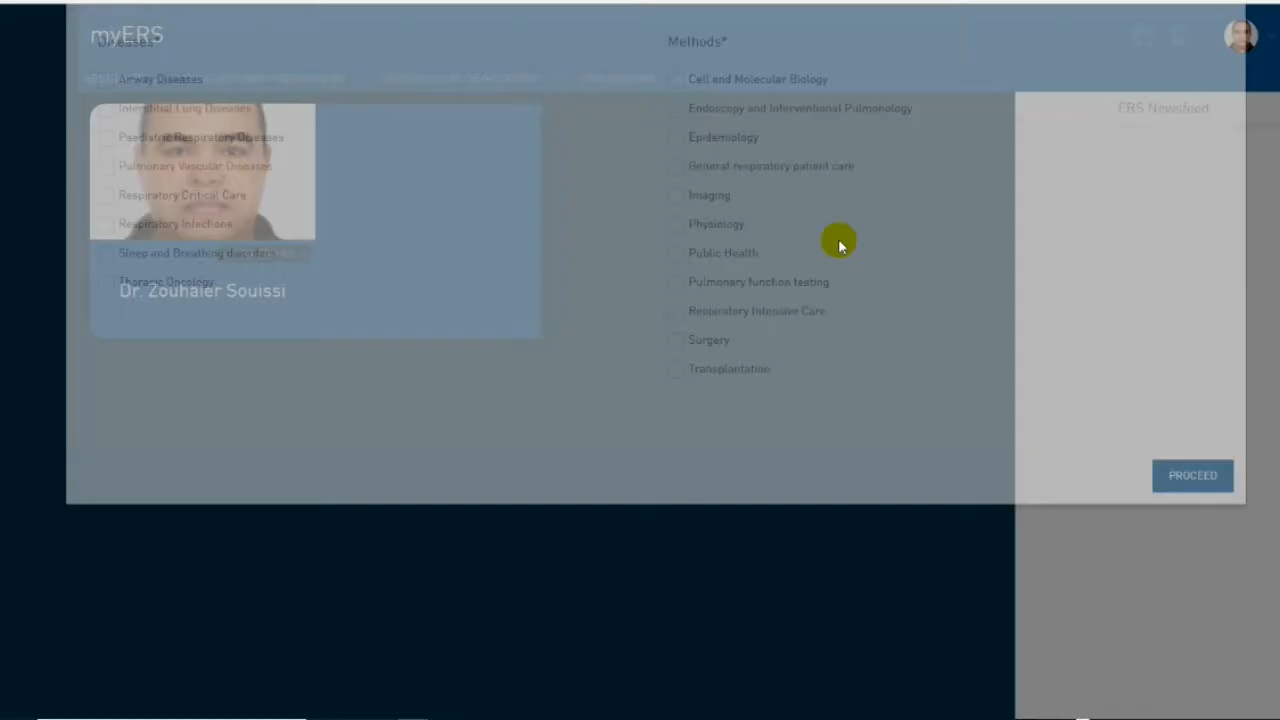 myERS
Diseases*
Airway Diseases
Interstitial Lung Diseases
Paediatric Respiratory Diseases
Pulmonary Vascular Diseases
Respiratory Critical Care
Respiratory Infections
Sleep and Breathing disorders
Thoracic Oncology
Dr. Zouhaier Souissi
Methods*
Cell and Molecular Biology
Endoscopy and Interventional Pulmonology
Epidemiology
General respiratory patient care
Imaging
Physiology
Public Health
Pulmonary function testing
Respiratory Intensive Care
Surgery
Transplantation
ERS Newsfeed
PROCEED